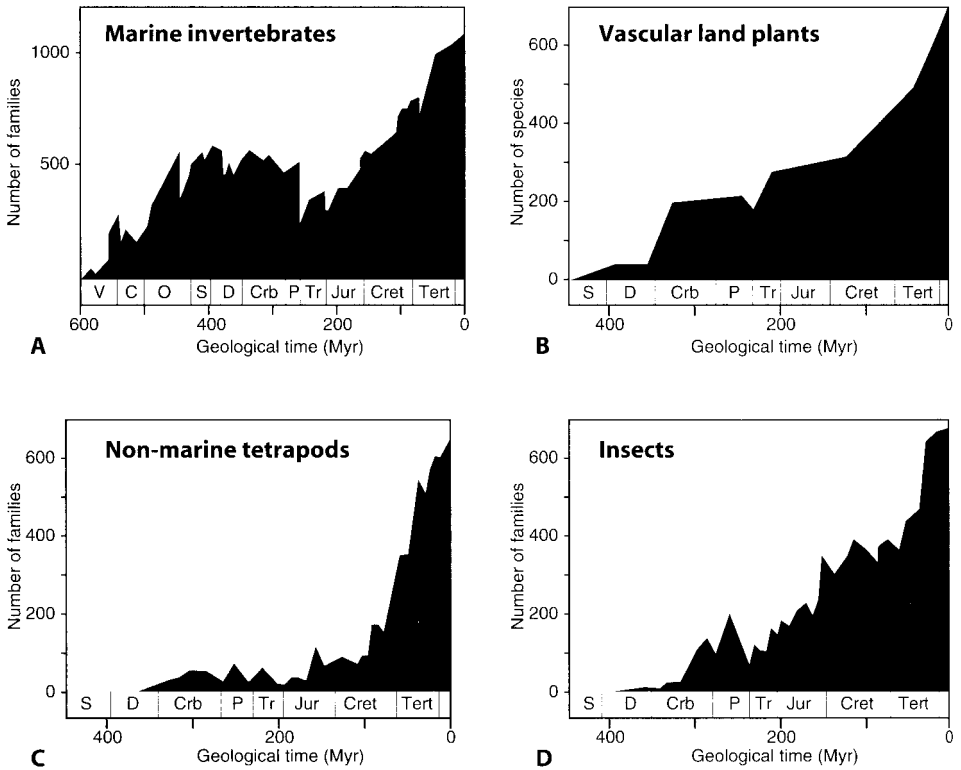 Marine invertebrates
1000
500
Number of families
V C O S D Crb P Tr Jur Cret Tert
600 400 200 0
Geological time (Myr)
A
Vascular land plants
600
400
200
0
Number of species
S D Crb P Tr Jur Cret Tert
400 200 0
Geological time (Myr)
B
Non-marine tetrapods
600
400
200
0
Number of families
S D Crb P Tr Jur Cret Tert
400 200 0
Geological time (Myr)
C
Insects
600
400
200
0
Number of families
S D Crb P Tr Jur Cret Tert
400 200 0
Geological time (Myr)
D